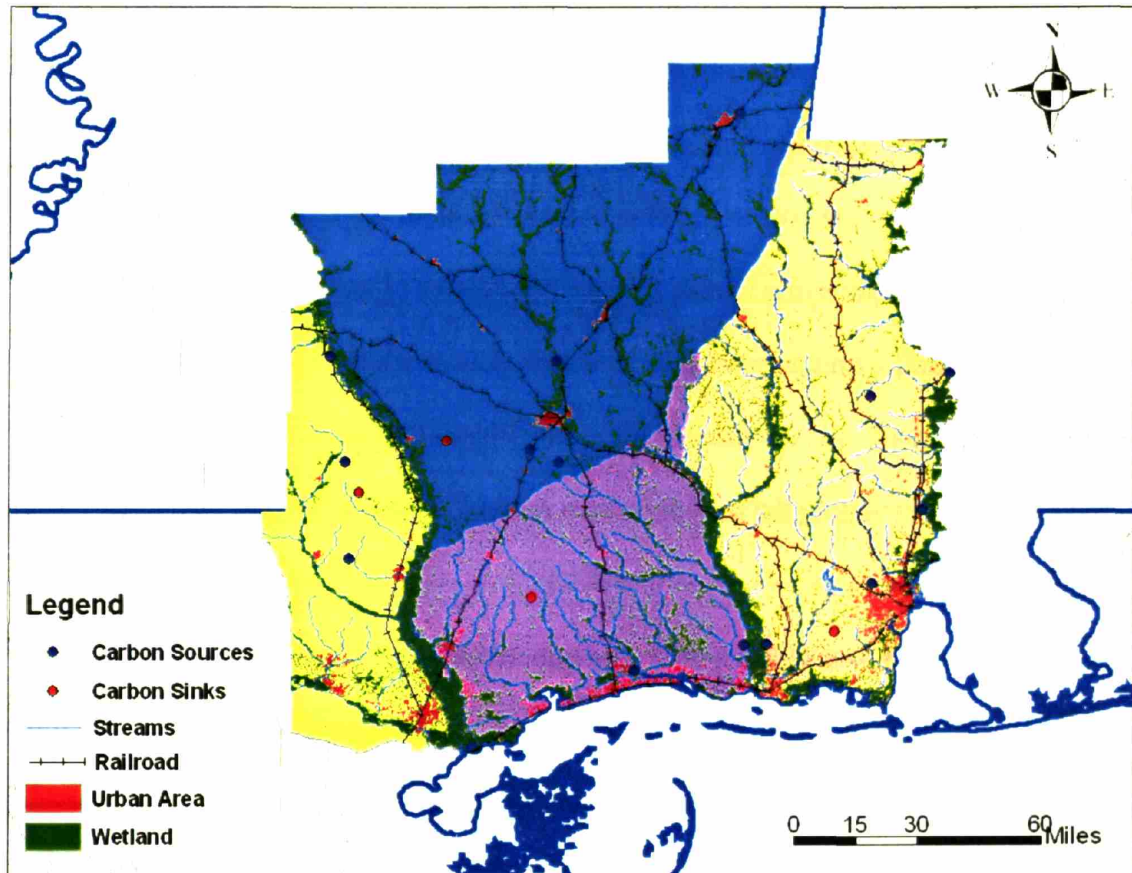 N
W E
S
Legend
Carbon Sources
Carbon Sinks
Streams
Railroad
Urban Area
Wetland
0 15 30 60 Miles